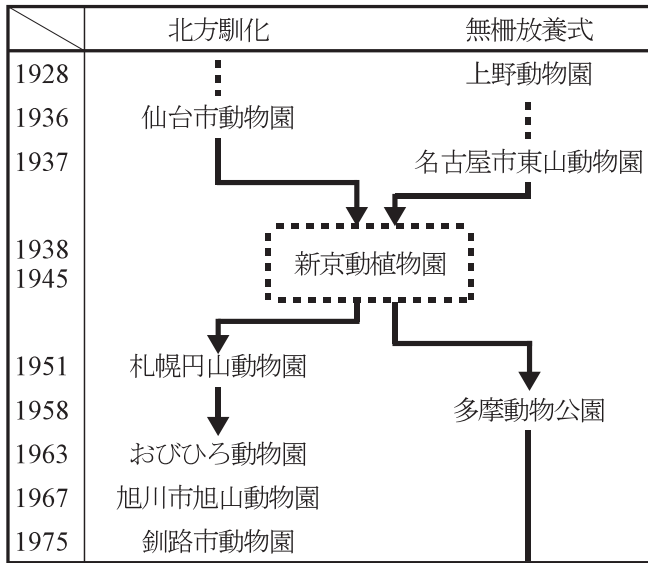 北方馴化 無柵放養式
1928 上野動物園
1936 仙台市動物園
1937 名古屋市東山動物園
1938
新京動植物園
1945
1951 札幌円山動物園
1958 多摩動物公園
1963 おびひろ動物園
1967 旭川市旭山動物園
1975 釧路市動物園